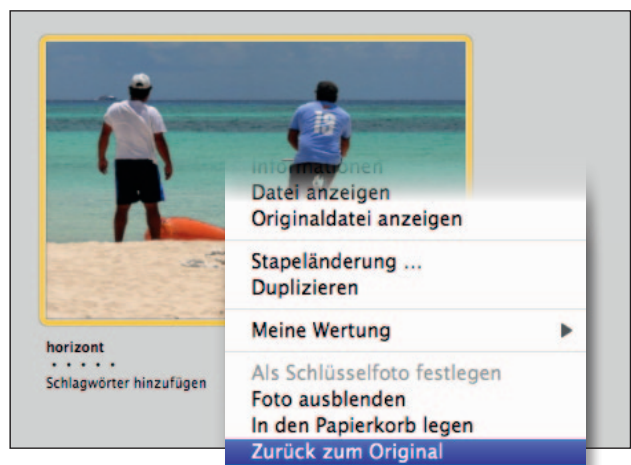 18
Informationen
Datei anzeigen
Originaldatei anzeigen
Stapeländerung ...
Duplizieren
Meine Wertung
Als Schlüsselfoto festlegen
Foto ausblenden
In den Papierkorb legen
Zurück zum Original
horizont
Schlagwörter hinzufügen